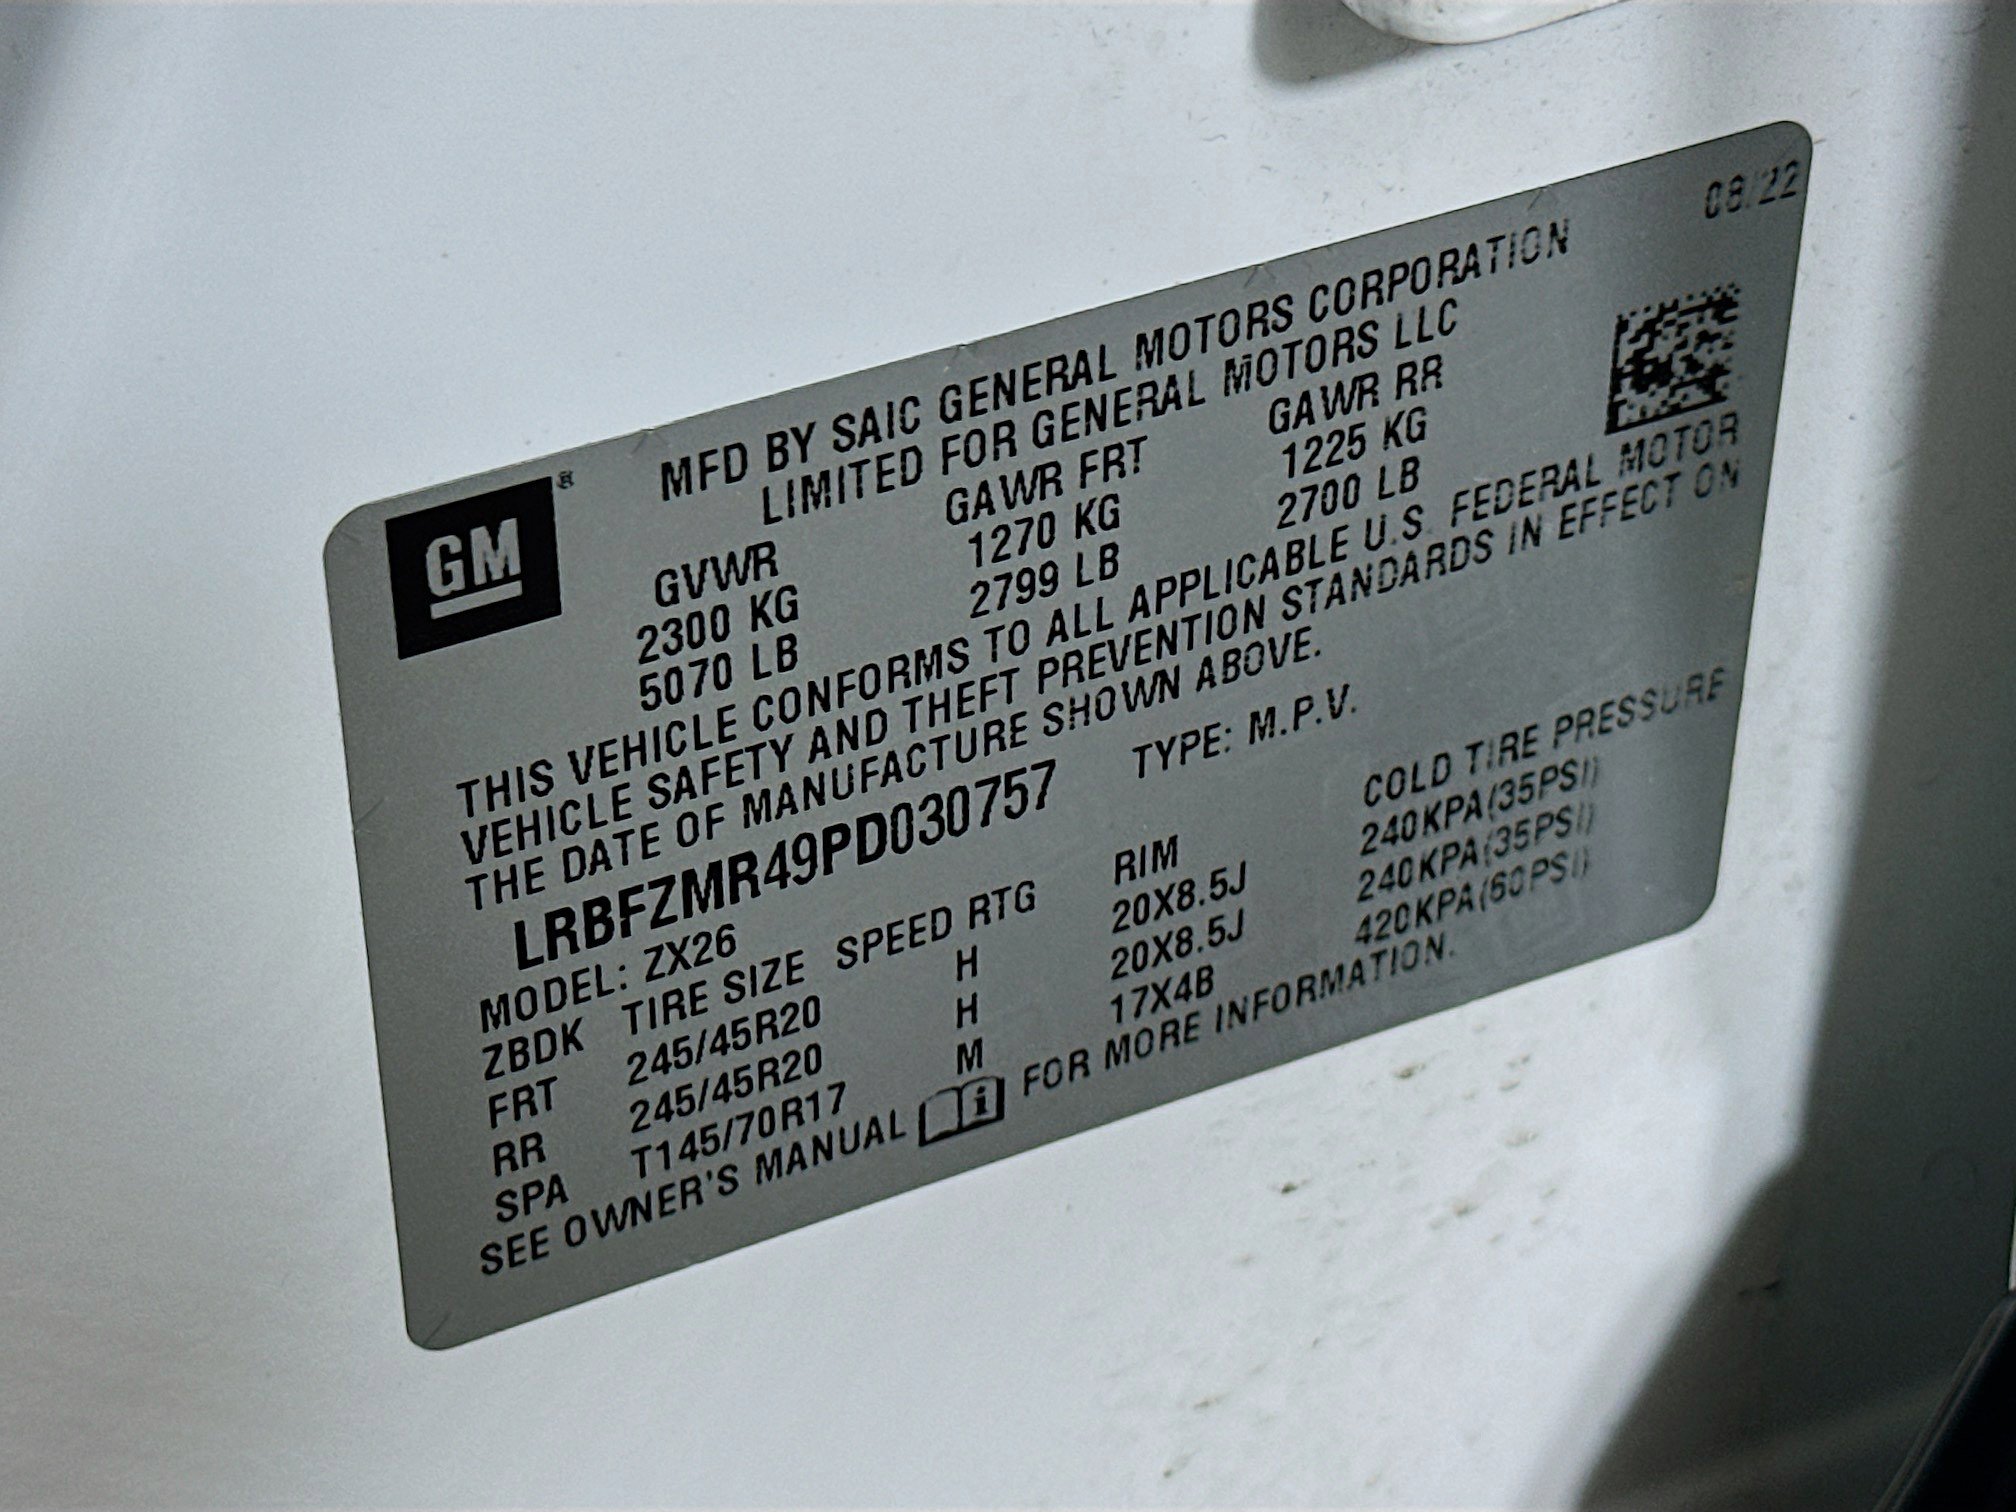 08/22
GM®
MFD BY SAIC GENERAL MOTORS CORPORATION
LIMITED FOR GENERAL MOTORS LLC
GVWR GAWR FRT GAWR RR
2300 KG 1270 KG 1225 KG
5070 LB 2799 LB 2700 LB
THIS VEHICLE CONFORMS TO ALL APPLICABLE U.S. FEDERAL MOTOR
VEHICLE SAFETY AND THEFT PREVENTION STANDARDS IN EFFECT ON
THE DATE OF MANUFACTURE SHOWN ABOVE.
LRBFZMR49PD030757 TYPE: M.P.V.
MODEL: ZX26
ZBDK TIRE SIZE SPEED RTG RIM COLD TIRE PRESSURE
FRT 245/45R20 H 20X8.5J 240KPA(35PSI)
RR 245/45R20 H 20X8.5J 240KPA(35PSI)
SPA T145/70R17 M 17X4B 420KPA(60PSI)
SEE OWNER'S MANUAL FOR MORE INFORMATION.